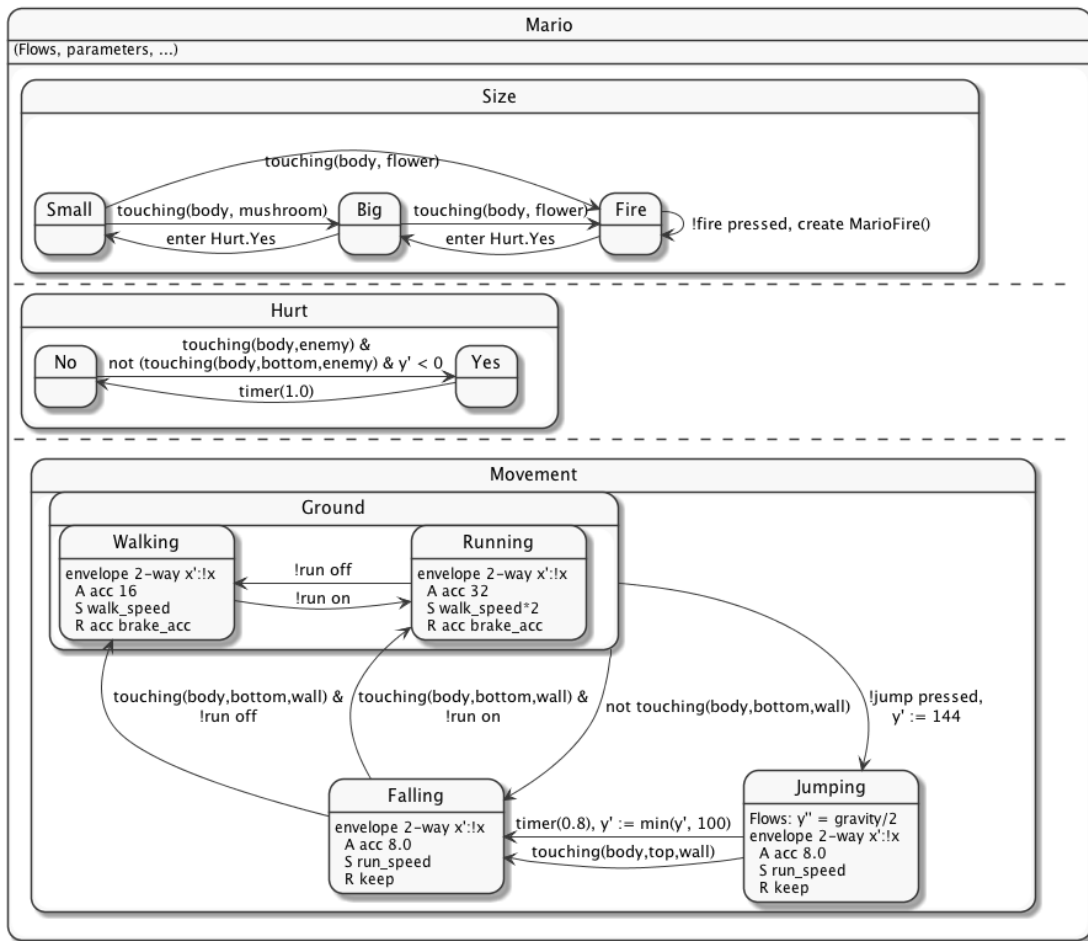 Mario
(Flows, parameters, ...)
Size
touching(body, flower)
Small
touching(body, mushroom)
Big
touching(body, flower)
Fire
enter Hurt.Yes
enter Hurt.Yes
!fire pressed, create MarioFire()
Hurt
No
touching(body,enemy) &
not (touching(body,bottom,enemy) & y' < 0
Yes
timer(1.0)
Movement
Ground
Walking
envelope 2-way x':!x
A acc 16
S walk_speed
R acc brake_acc
!run off
!run on
Running
envelope 2-way x':!x
A acc 32
S walk_speed*2
R acc brake_acc
touching(body,bottom,wall) &
!run off
touching(body,bottom,wall) &
!run on
not touching(body,bottom,wall)
!jump pressed,
y' := 144
Falling
envelope 2-way x':!x
A acc 8.0
S run_speed
R keep
timer(0.8), y' := min(y', 100)
touching(body,top,wall)
Jumping
Flows: y'' = gravity/2
envelope 2-way x':!x
A acc 8.0
S run_speed
R keep